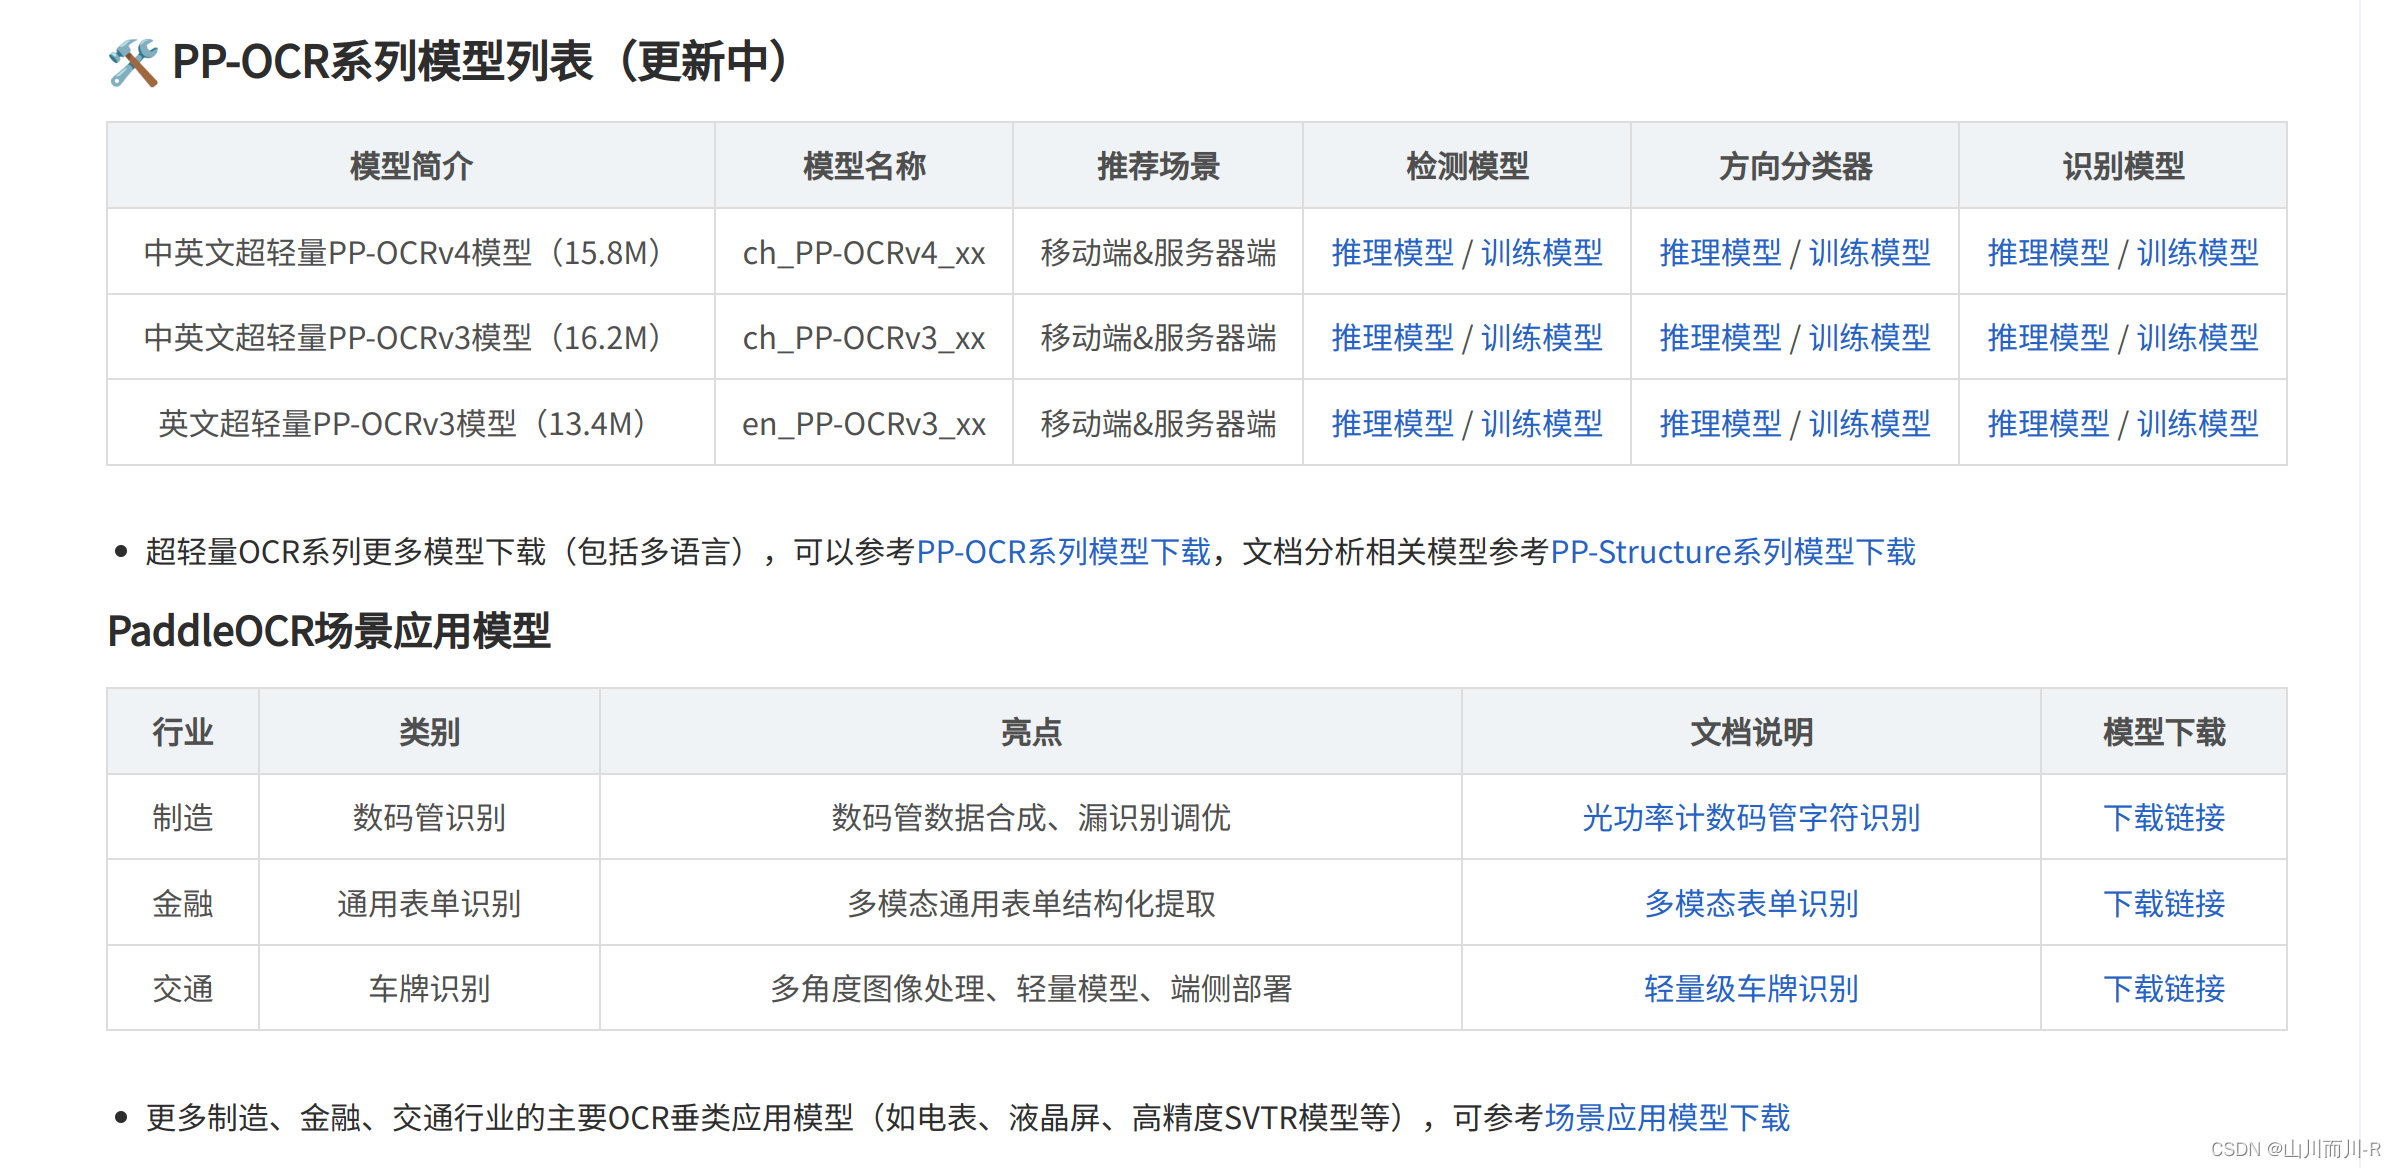 🛠️ PP-OCR系列模型列表（更新中）
模型简介 模型名称 推荐场景 检测模型 方向分类器 识别模型
中英文超轻量PP-OCRv4模型（15.8M） ch_PP-OCRv4_xx 移动端&服务器端 推理模型 / 训练模型 推理模型 / 训练模型 推理模型 / 训练模型
中英文超轻量PP-OCRv3模型（16.2M） ch_PP-OCRv3_xx 移动端&服务器端 推理模型 / 训练模型 推理模型 / 训练模型 推理模型 / 训练模型
英文超轻量PP-OCRv3模型（13.4M） en_PP-OCRv3_xx 移动端&服务器端 推理模型 / 训练模型 推理模型 / 训练模型 推理模型 / 训练模型
• 超轻量OCR系列更多模型下载（包括多语言），可以参考PP-OCR系列模型下载，文档分析相关模型参考PP-Structure系列模型下载
PaddleOCR场景应用模型
行业 类别 亮点 文档说明 模型下载
制造 数码管识别 数码管数据合成、漏识别调优 光功率计数码管字符识别 下载链接
金融 通用表单识别 多模态通用表单结构化提取 多模态表单识别 下载链接
交通 车牌识别 多角度图像处理、轻量模型、端侧部署 轻量级车牌识别 下载链接
• 更多制造、金融、交通行业的主要OCR垂类应用模型（如电表、液晶屏、高精度SVTR模型等），可参考场景应用模型下载
CSDN @山川而川-R